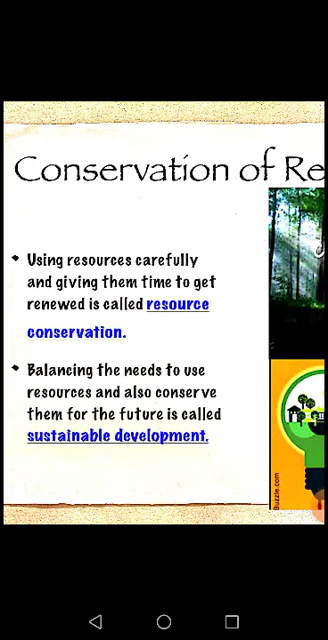 Conservation of Re
Using resources carefully
and giving them time to get
renewed is called resource
conservation.
Balancing the needs to use
resources and also conserve
them for the future is called
sustainable development.
Buzzle.com